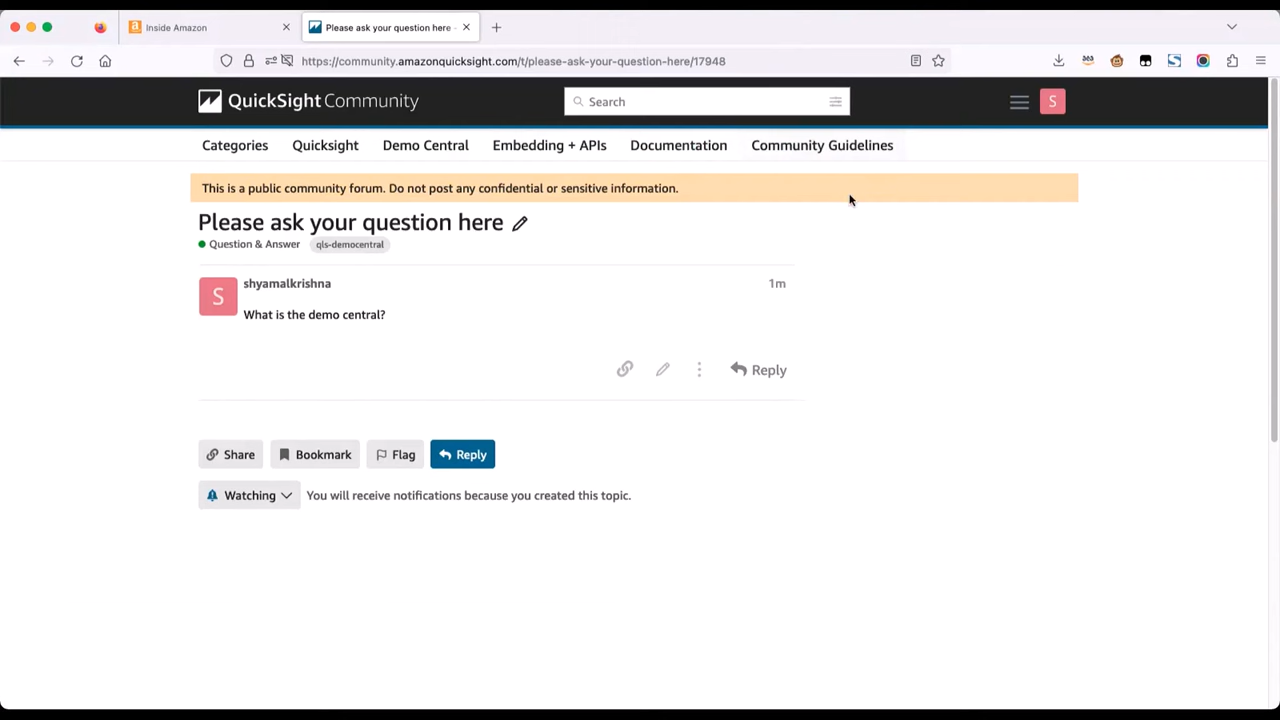 Inside Amazon
Please ask your question here -
https://community.amazonquicksight.com/t/please-ask-your-question-here/17948
QuickSight Community
Search
S
Categories
Quicksight
Demo Central
Embedding + APIs
Documentation
Community Guidelines
This is a public community forum. Do not post any confidential or sensitive information.
Please ask your question here
Question & Answer
qls-democentral
S
shyamalkrishna
1m
What is the demo central?
Reply
Share
Bookmark
Flag
Reply
Watching
You will receive notifications because you created this topic.